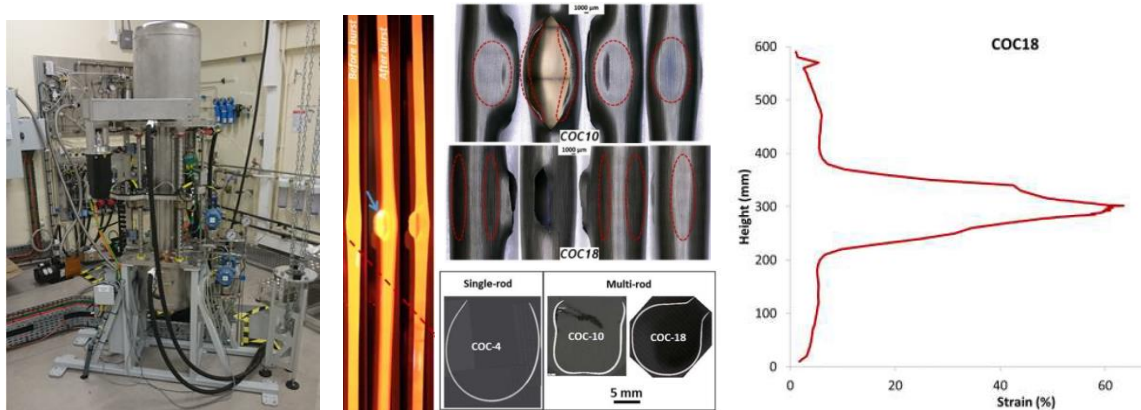 Before burst
After burst
1000 µm
COC10
1000 µm
COC18
Single-rod
Multi-rod
COC-4
COC-10
COC-18
5 mm
COC18
Height (mm)
600
500
400
300
200
100
0
0
20
40
60
Strain (%)